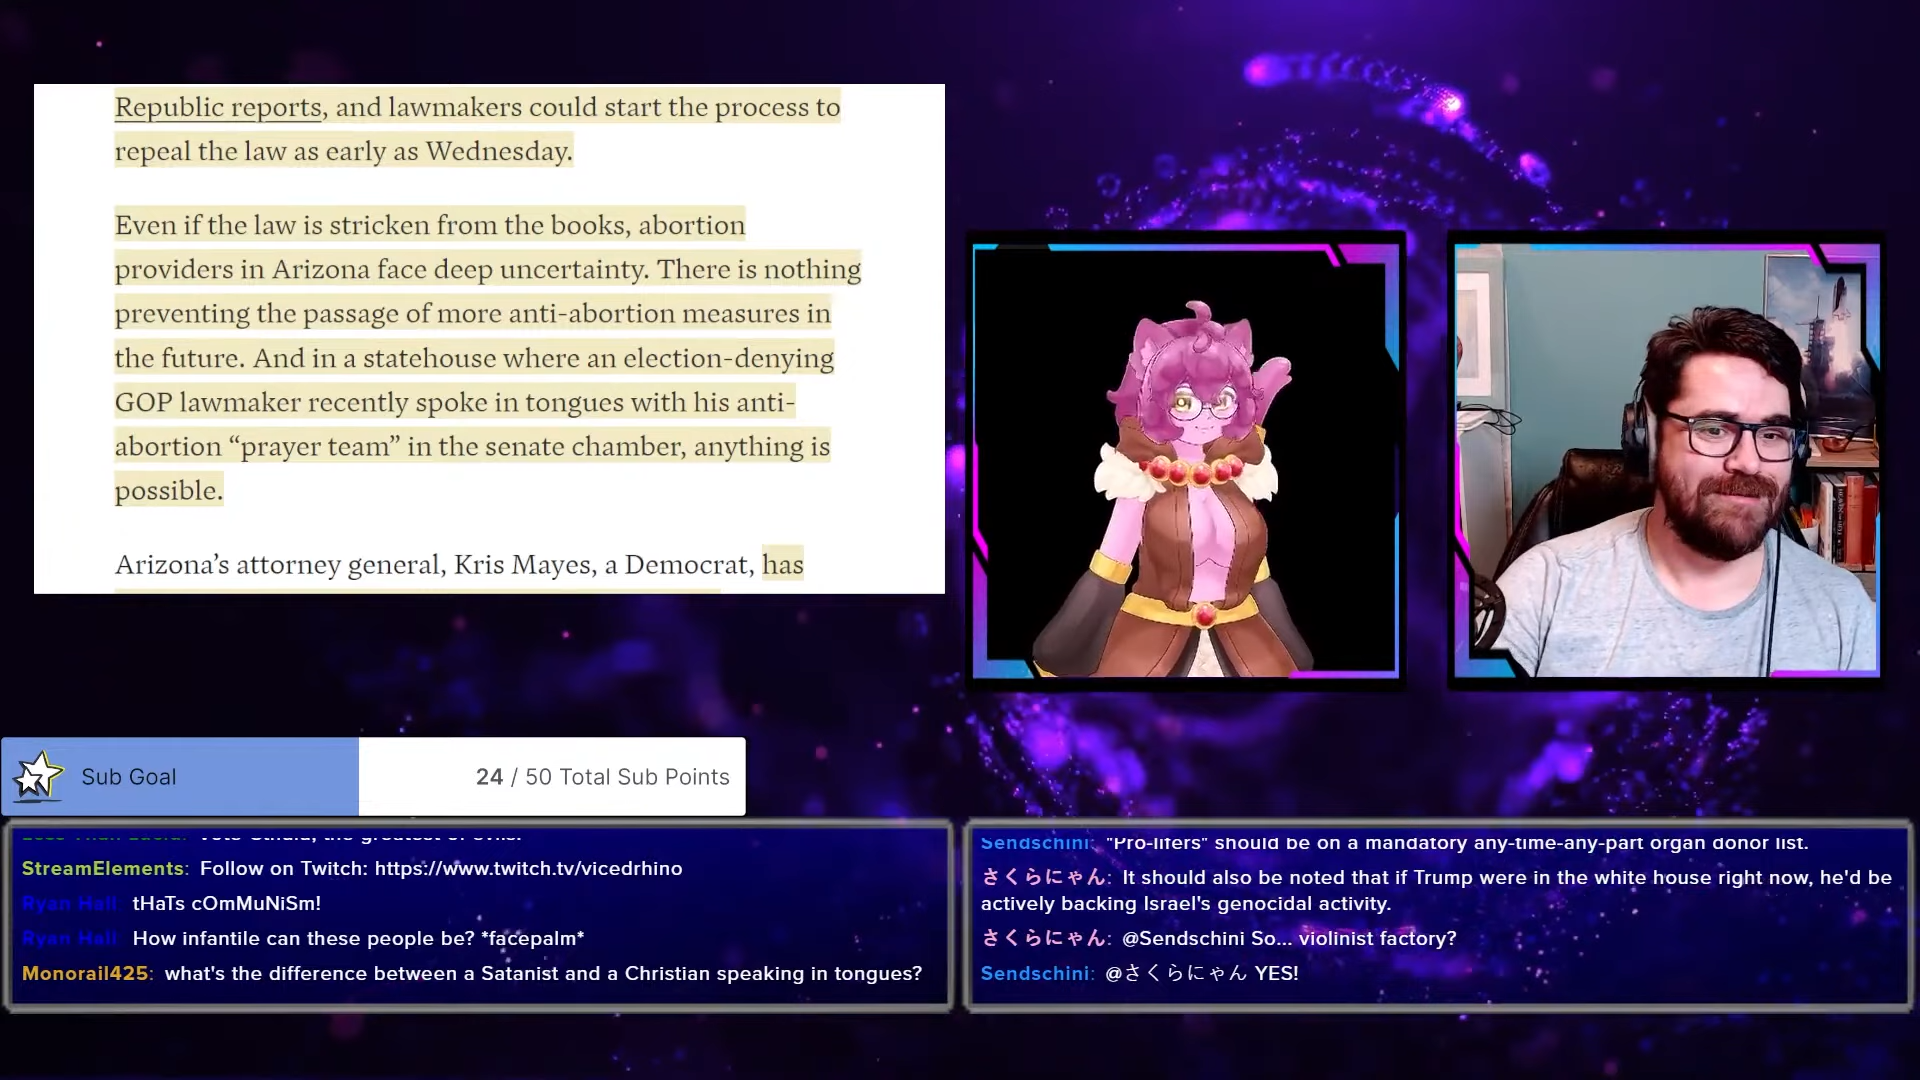 Republic reports, and lawmakers could start the process to
repeal the law as early as Wednesday.
Even if the law is stricken from the books, abortion
providers in Arizona face deep uncertainty. There is nothing
preventing the passage of more anti-abortion measures in
the future. And in a statehouse where an election-denying
GOP lawmaker recently spoke in tongues with his anti-
abortion “prayer team” in the senate chamber, anything is
possible.
Arizona’s attorney general, Kris Mayes, a Democrat, has
Sub Goal
24 / 50 Total Sub Points
StreamElements: Follow on Twitch: https://www.twitch.tv/vicedrhino
Ryan Hall: tHaTs cOmMuNiSm!
Ryan Hall: How infantile can these people be? *facepalm*
Monorail425: what's the difference between a Satanist and a Christian speaking in tongues?
Sendschini: "Pro-lifers" should be on a mandatory any-time-any-part organ donor list.
さくらにゃん: It should also be noted that if Trump were in the white house right now, he'd be
actively backing Israel's genocidal activity.
さくらにゃん: @Sendschini So... violinist factory?
Sendschini: @さくらにゃん YES!